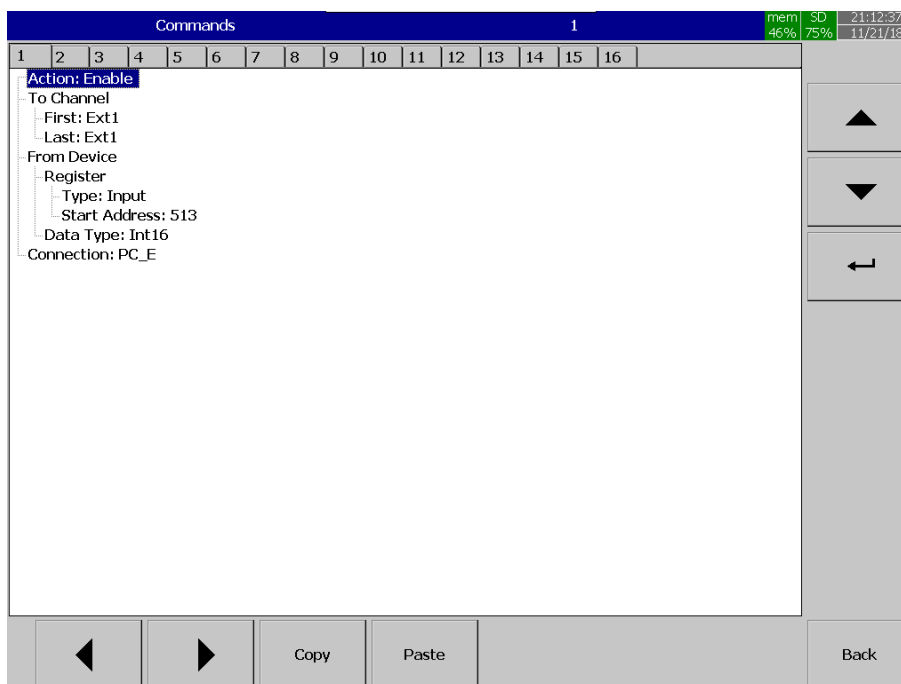 Commands 1 mem SD 21:12:37
46% 75% 11/21/18
1 2 3 4 5 6 7 8 9 10 11 12 13 14 15 16
Action: Enable
To Channel
First: Ext1
Last: Ext1
From Device
Register
Type: Input
Start Address: 513
Data Type: Int16
Connection: PC_E
Copy Paste Back